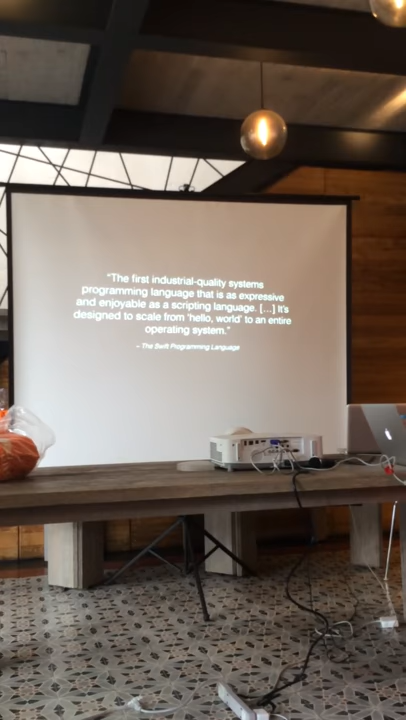 “The first industrial-quality systems
programming language that is as expressive
and enjoyable as a scripting language. [...] It's
designed to scale from 'hello, world' to an entire
operating system.”
– The Swift Programming Language